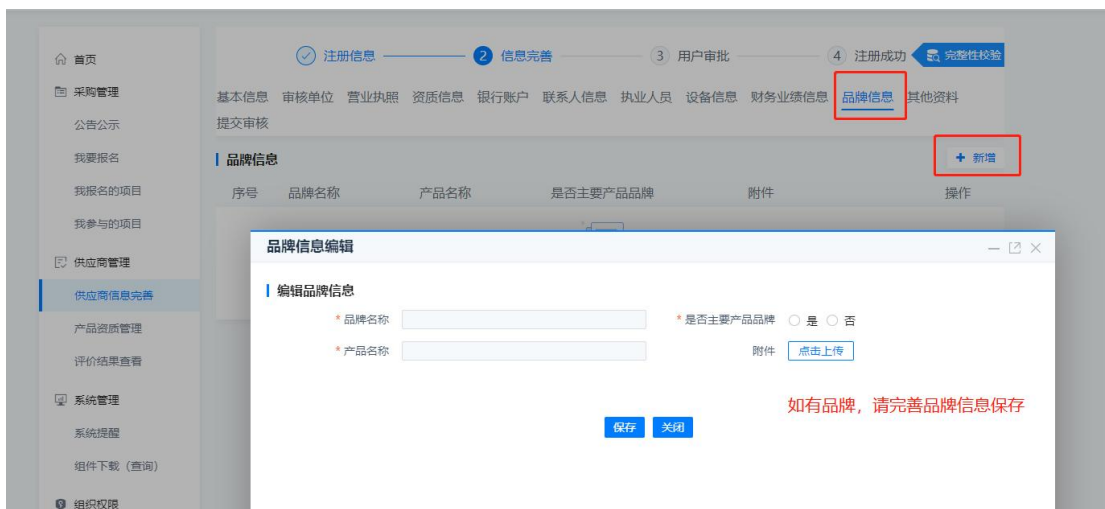 首页
采购管理
公告公示
我要报名
我报名的项目
我参与的项目
供应商管理
供应商信息完善
产品资质管理
评价结果查看
系统管理
系统提醒
组件下载（查询）
组织权限
注册信息 2 信息完善 3 用户审批 4 注册成功 完整性校验
基本信息 审核单位 营业执照 资质信息 银行账户 联系人信息 执业人员 设备信息 财务业绩信息 品牌信息 其他资料
提交审核
品牌信息 + 新增
序号 品牌名称 产品名称 是否主要产品品牌 附件 操作
品牌信息编辑
编辑品牌信息
* 品牌名称 * 是否主要产品品牌 是 否
* 产品名称 附件 点击上传
如有品牌，请完善品牌信息保存
保存 关闭